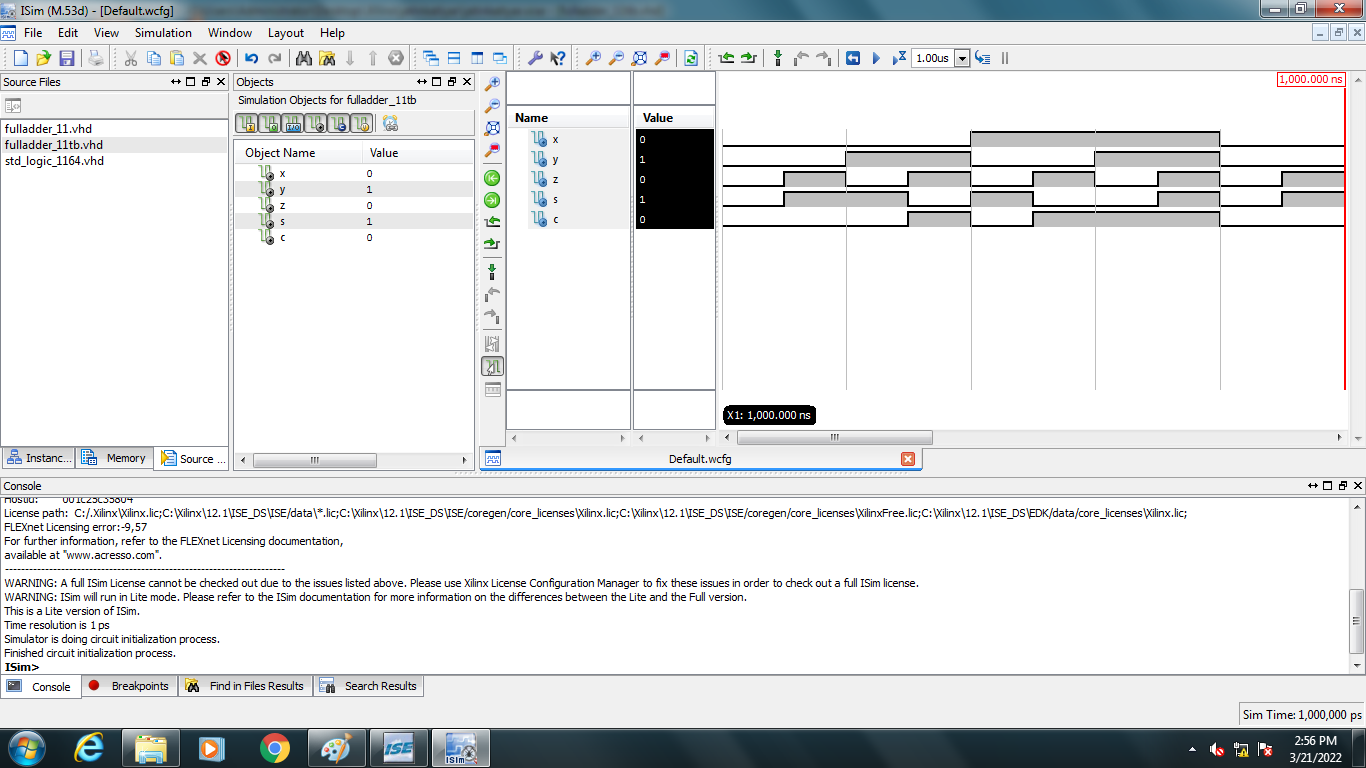 ISim (M.53d) - [Default.wcfg]
File Edit View Simulation Window Layout Help
1.00us
Source Files
fulladder_11.vhd
fulladder_11tb.vhd
std_logic_1164.vhd
Instanc...
Memory
Source ...
Objects
Simulation Objects for fulladder_11tb
Object Name Value
x 0
y 1
z 0
s 1
c 0
Name Value
x 0
y 1
z 0
s 1
c 0
1,000.000 ns
X1: 1,000.000 ns
Default.wcfg
Console
HostId: 001c25c35804
License path: C:/.Xilinx\Xilinx.lic;C:\Xilinx\12.1\ISE_DS\ISE/data\*.lic;C:\Xilinx\12.1\ISE_DS\ISE/coregen/core_licenses\Xilinx.lic;C:\Xilinx\12.1\ISE_DS\ISE/coregen/core_licenses\XilinxFree.lic;C:\Xilinx\12.1\ISE_DS\EDK/data/core_licenses\Xilinx.lic;
FLEXnet Licensing error:-9,57
For further information, refer to the FLEXnet Licensing documentation,
available at "www.acresso.com".
----------------------------------------------------------------------
WARNING: A full ISim License cannot be checked out due to the issues listed above. Please use Xilinx License Configuration Manager to fix these issues in order to check out a full ISim license.
WARNING: ISim will run in Lite mode. Please refer to the ISim documentation for more information on the differences between the Lite and the Full version.
This is a Lite version of ISim.
Time resolution is 1 ps
Simulator is doing circuit initialization process.
Finished circuit initialization process.
ISim>
Console
Breakpoints
Find in Files Results
Search Results
Sim Time: 1,000,000 ps
ISE
ISim
2:56 PM
3/21/2022